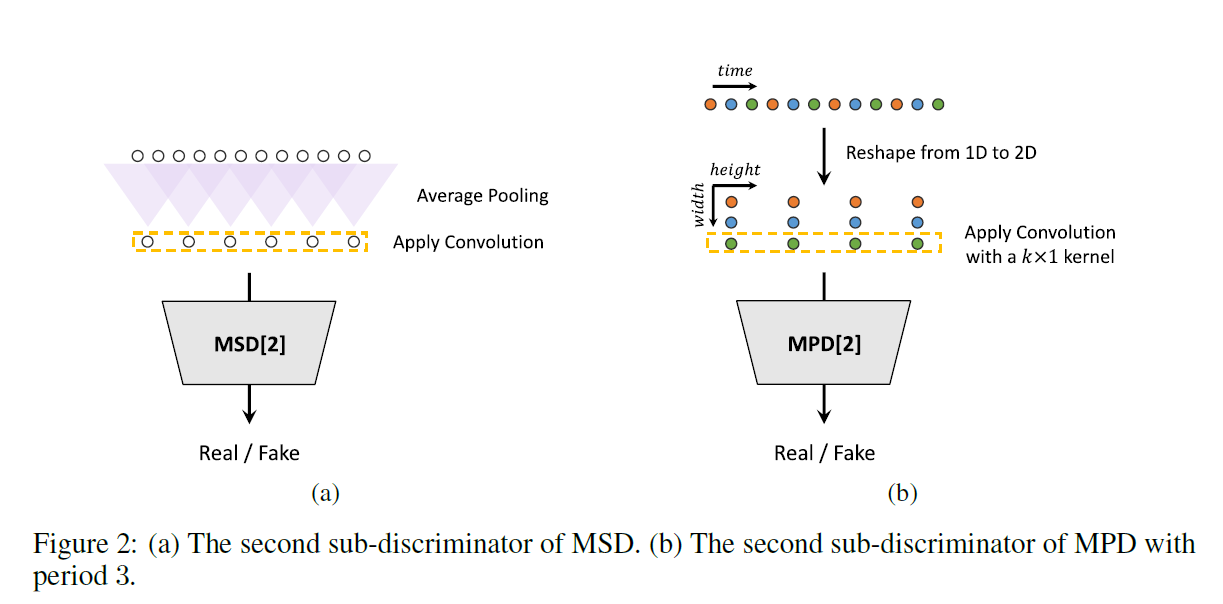 Average Pooling
Apply Convolution
MSD[2]
Real / Fake
(a)
time
Reshape from 1D to 2D
height
width
Apply Convolution
with a k×1 kernel
MPD[2]
Real / Fake
(b)
Figure 2: (a) The second sub-discriminator of MSD. (b) The second sub-discriminator of MPD with
period 3.